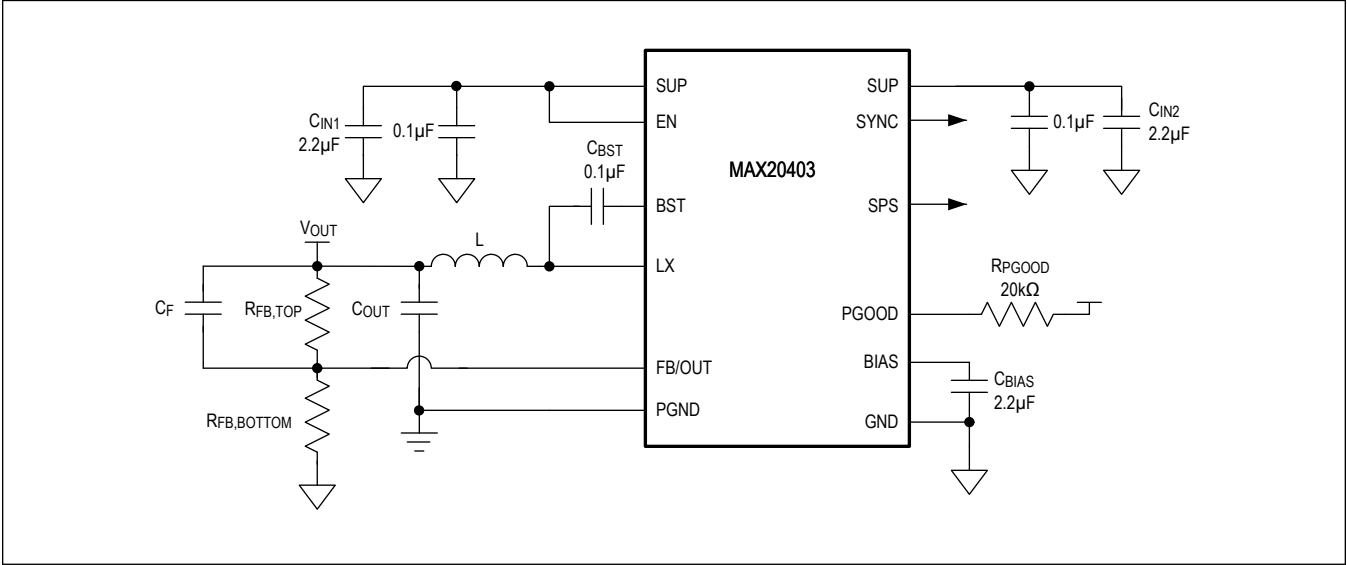 SUP
SUP
EN
SYNC
CIN1
2.2µF
0.1µF
0.1µF
CIN2
2.2µF
CBST
0.1µF
MAX20403
BST
SPS
VOUT
L
LX
CF
RFB,TOP
COUT
RPGOOD
20kΩ
PGOOD
FB/OUT
BIAS
CBIAS
2.2µF
RFB,BOTTOM
PGND
GND